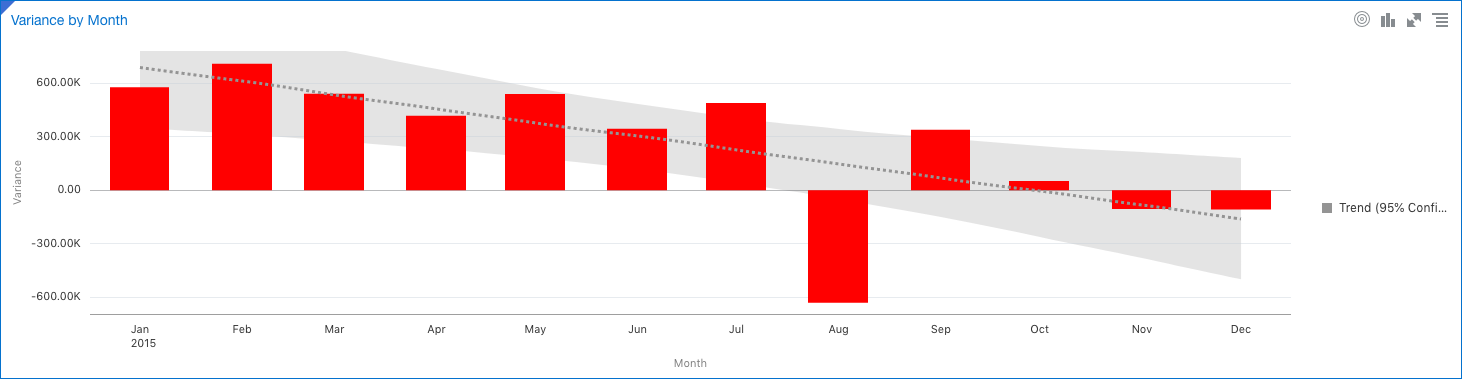 Variance by Month
600.00K
300.00K
0.00
-300.00K
-600.00K
Variance
Jan Feb Mar Apr May Jun Jul Aug Sep Oct Nov Dec
2015
Month
Trend (95% Confi...